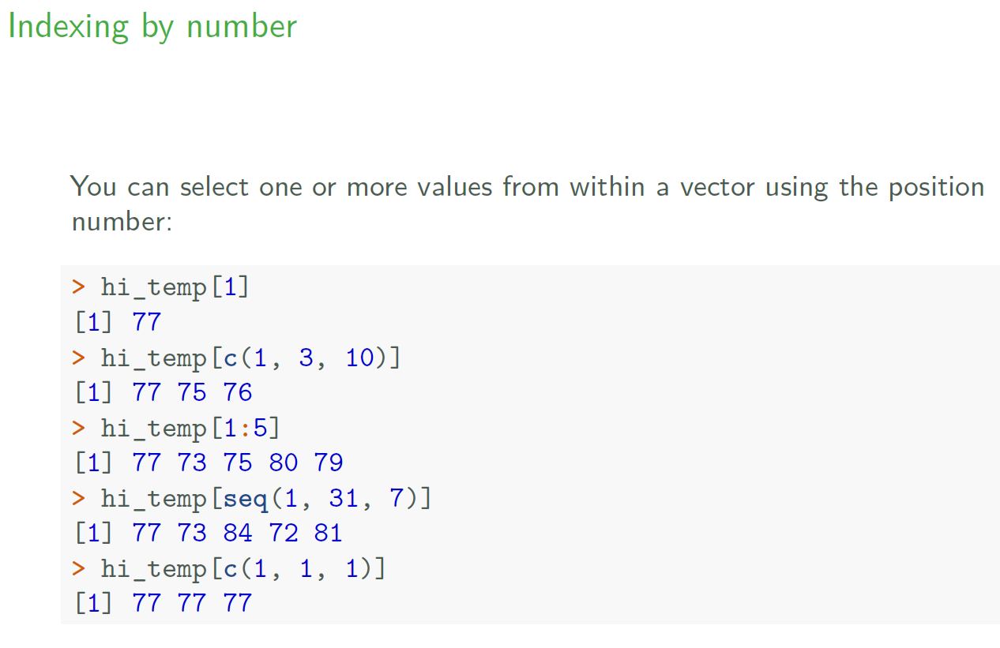 Indexing by number
You can select one or more values from within a vector using the position
number:
> hi_temp[1]
[1] 77
> hi_temp[c(1, 3, 10)]
[1] 77 75 76
> hi_temp[1:5]
[1] 77 73 75 80 79
> hi_temp[seq(1, 31, 7)]
[1] 77 73 84 72 81
> hi_temp[c(1, 1, 1)]
[1] 77 77 77